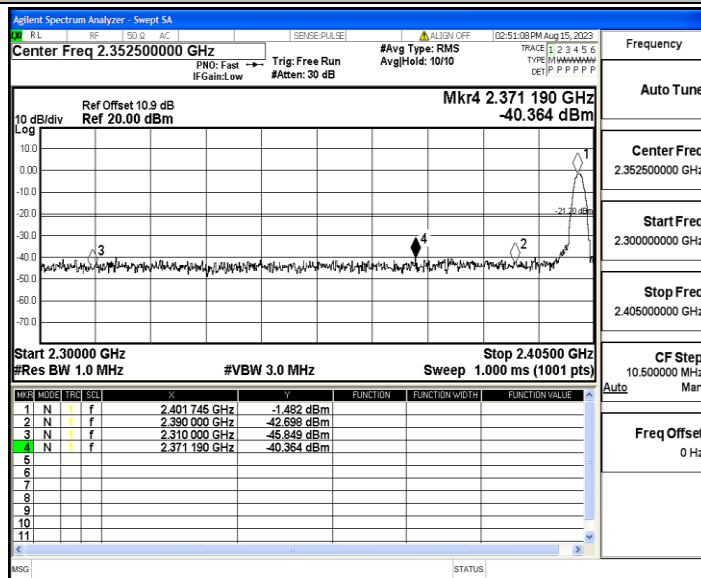 Agilent Spectrum Analyzer - Swept SA
RL RF 50 Ω AC SENSE:PULSE ALIGN OFF 02:51:08 PM Aug 15, 2023
Center Freq 2.352500000 GHz
PNO: Fast
IFGain:Low
Trig: Free Run
#Atten: 30 dB
#Avg Type: RMS
Avg|Hold: 10/10
TRACE 1 2 3 4 5 6
TYPE M
DET P P P P P P
10 dB/div
Log
Ref Offset 10.9 dB
Ref 20.00 dBm
Mkr4 2.371 190 GHz
-40.364 dBm
10.0
0.00
-10.0
-20.0
-30.0
-40.0
-50.0
-60.0
-70.0
1
-21.20 dBm
3
4
2
Start 2.30000 GHz
Stop 2.40500 GHz
#Res BW 1.0 MHz
#VBW 3.0 MHz
Sweep 1.000 ms (1001 pts)
MKR MODE TRC SCL X Y FUNCTION FUNCTION WIDTH FUNCTION VALUE
1 N 1 f 2.401 745 GHz -1.482 dBm
2 N 1 f 2.390 000 GHz -42.698 dBm
3 N 1 f 2.310 000 GHz -45.849 dBm
4 N 1 f 2.371 190 GHz -40.364 dBm
5
6
7
8
9
10
11
MSG
STATUS
Frequency
Auto Tune
Center Freq
2.352500000 GHz
Start Freq
2.300000000 GHz
Stop Freq
2.405000000 GHz
CF Step
10.500000 MHz
Auto Man
Freq Offset
0 Hz